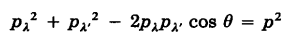 p_λ² + p_λ'² − 2p_λp_λ' cos θ = p²